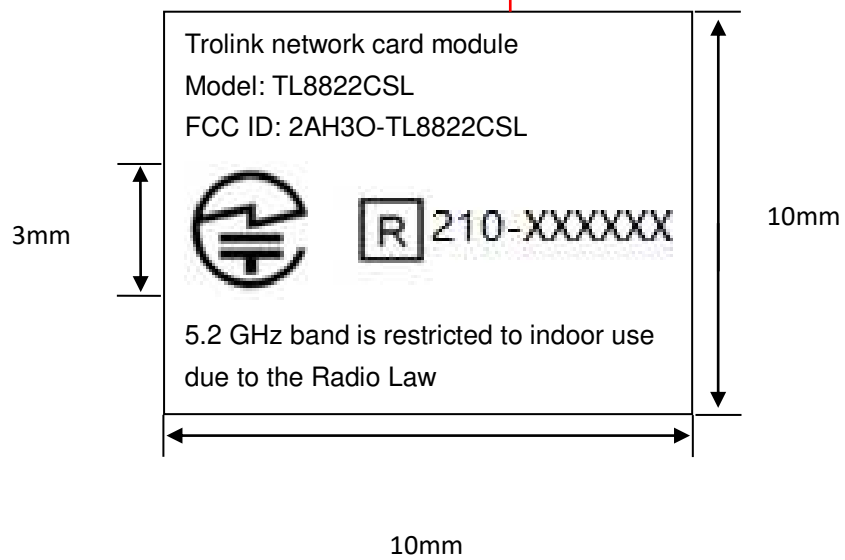 Trolink network card module
Model: TL8822CSL
FCC ID: 2AH3O-TL8822CSL
3mm
R 210-XXXXXX
10mm
5.2 GHz band is restricted to indoor use
due to the Radio Law
10mm